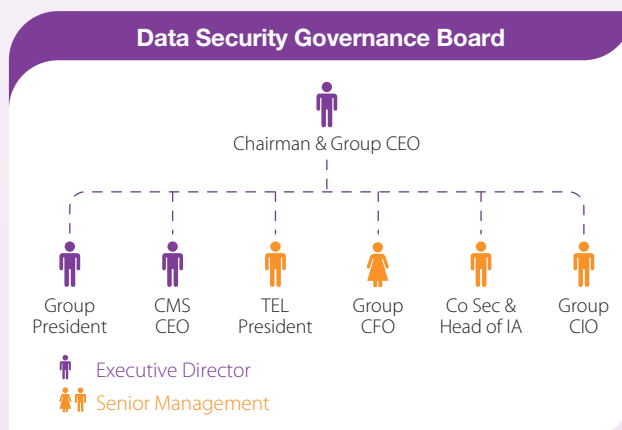 Data Security Governance Board
Chairman & Group CEO
Group
President
CMS
CEO
TEL
President
Group
CFO
Co Sec &
Head of IA
Group
CIO
Executive Director
Senior Management